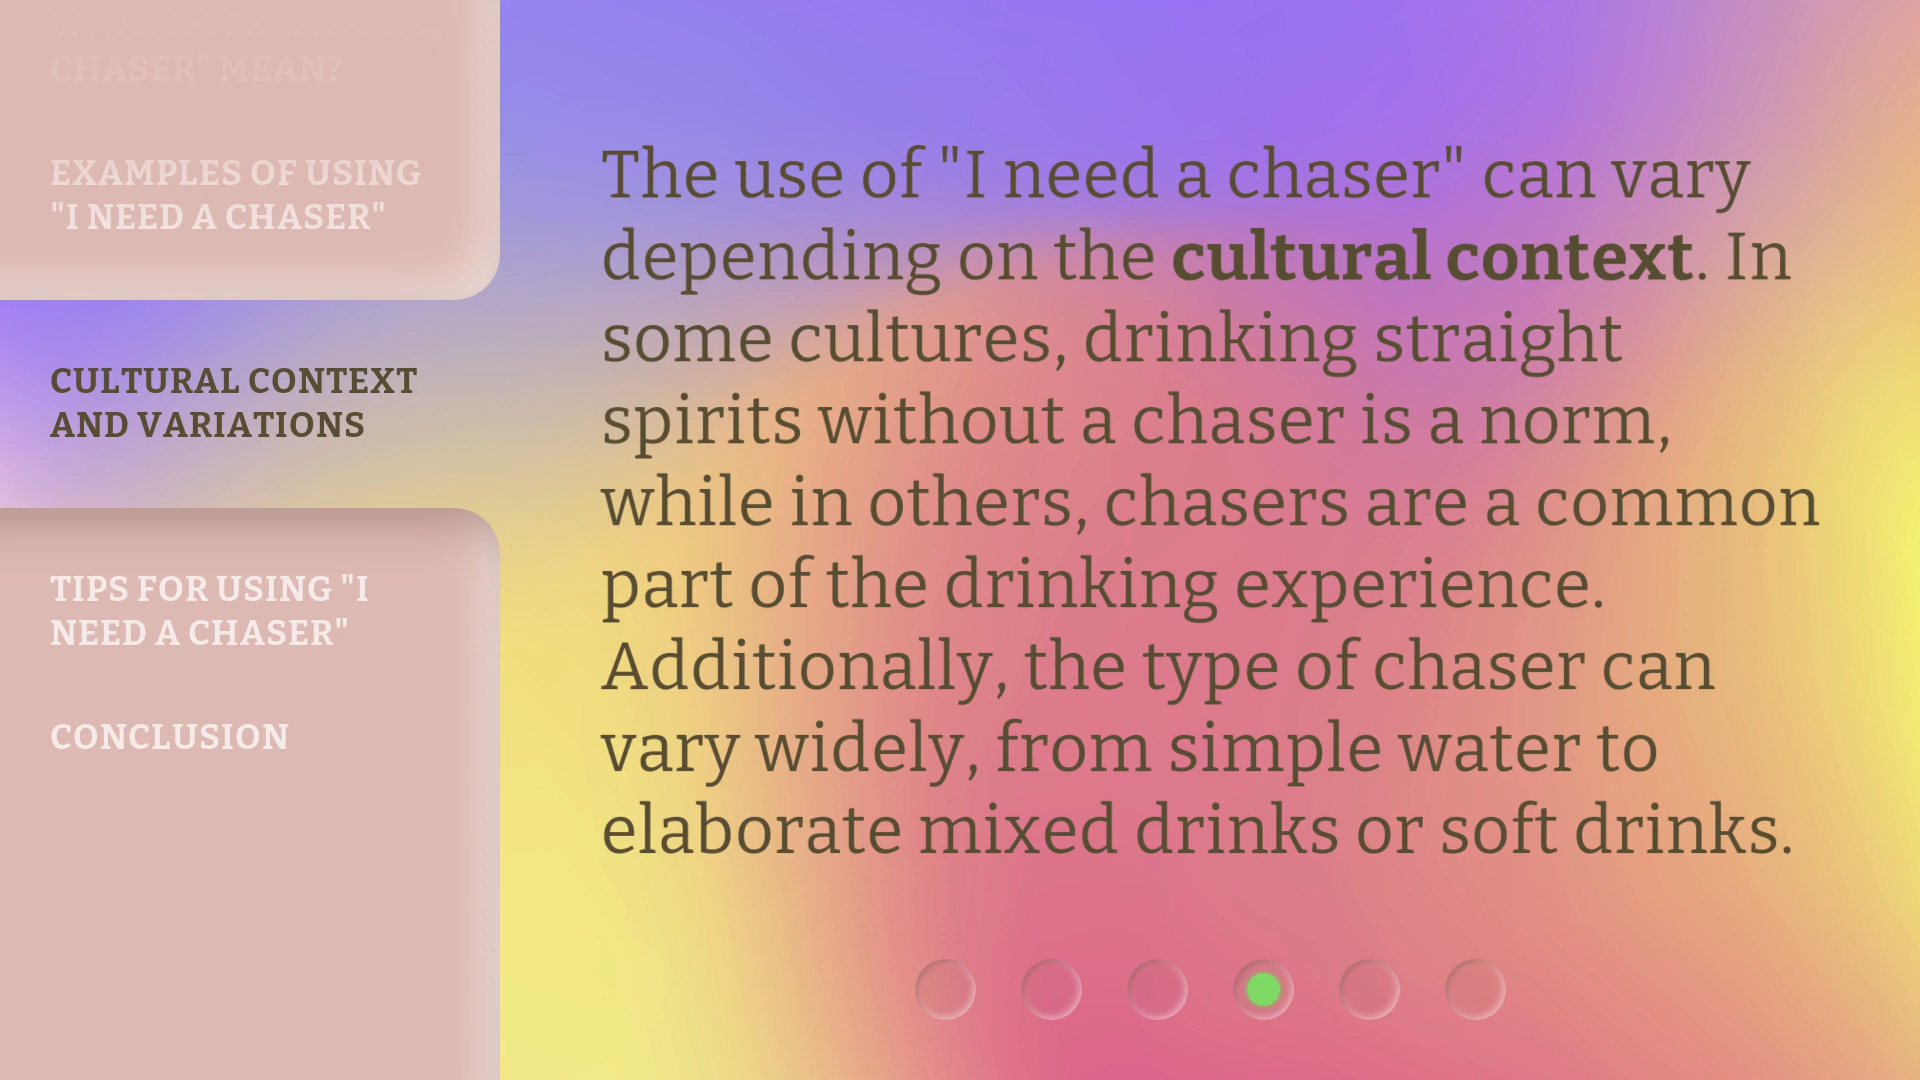 WHAT DOES "I NEED A
CHASER" MEAN?
EXAMPLES OF USING
"I NEED A CHASER"
CULTURAL CONTEXT
AND VARIATIONS
TIPS FOR USING "I
NEED A CHASER"
CONCLUSION
The use of "I need a chaser" can vary
depending on the cultural context. In
some cultures, drinking straight
spirits without a chaser is a norm,
while in others, chasers are a common
part of the drinking experience.
Additionally, the type of chaser can
vary widely, from simple water to
elaborate mixed drinks or soft drinks.